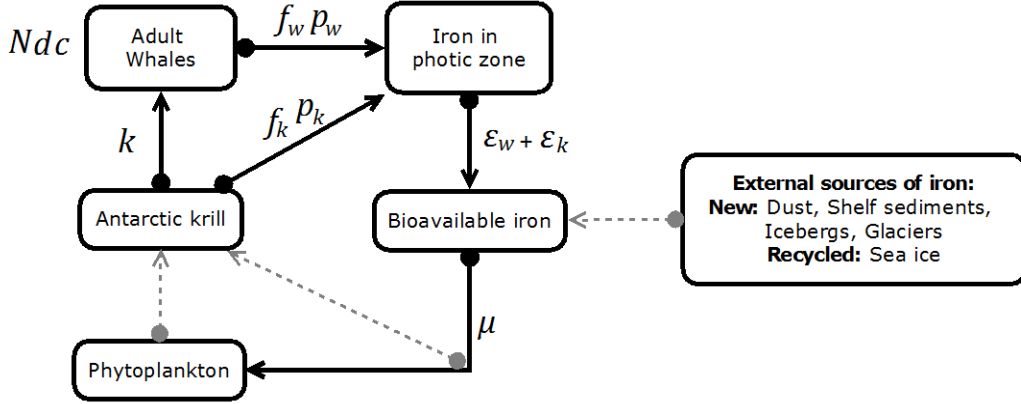 Ndc
Adult
Whales
f_w p_w
Iron in
photic zone
k
f_k p_k
ε_w + ε_k
Antarctic krill
Bioavailable iron
External sources of iron:
New: Dust, Shelf sediments,
Icebergs, Glaciers
Recycled: Sea ice
μ
Phytoplankton